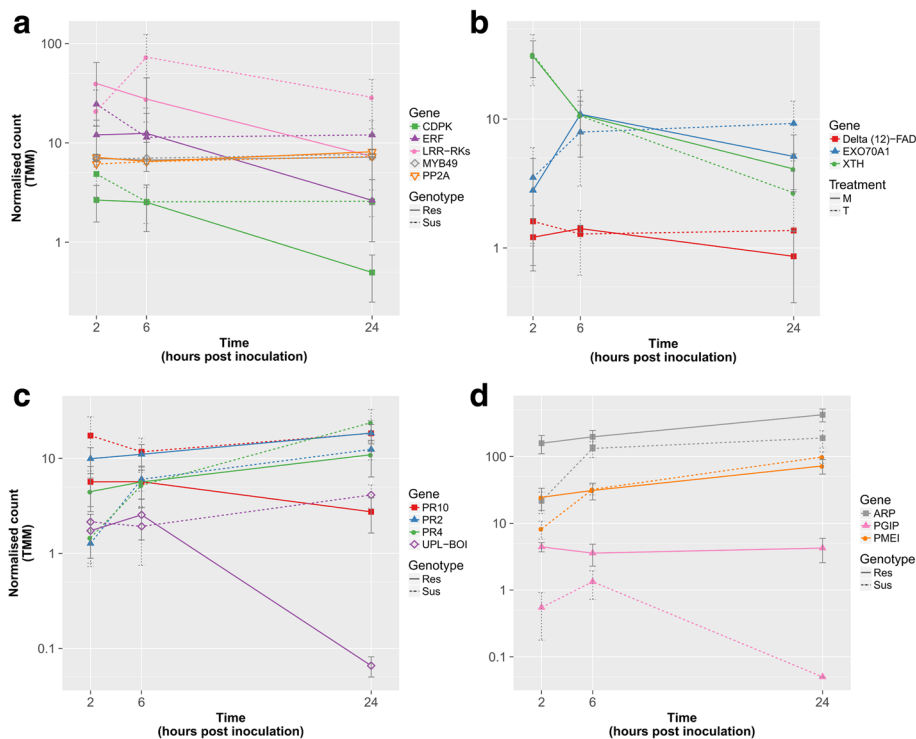 a
100
10
1
Normalised count
(TMM)
2
6
24
Time
(hours post inoculation)
Gene
CDPK
ERF
LRR−RKs
MYB49
PP2A
Genotype
Res
Sus
b
10
1
2
6
24
Time
(hours post inoculation)
Gene
Delta (12)−FAD
EXO70A1
XTH
Treatment
M
T
c
10
1
0.1
Normalised count
(TMM)
2
6
24
Time
(hours post inoculation)
Gene
PR10
PR2
PR4
UPL−BOI
Genotype
Res
Sus
d
100
10
1
0.1
2
6
24
Time
(hours post inoculation)
Gene
ARP
PGIP
PMEI
Genotype
Res
Sus